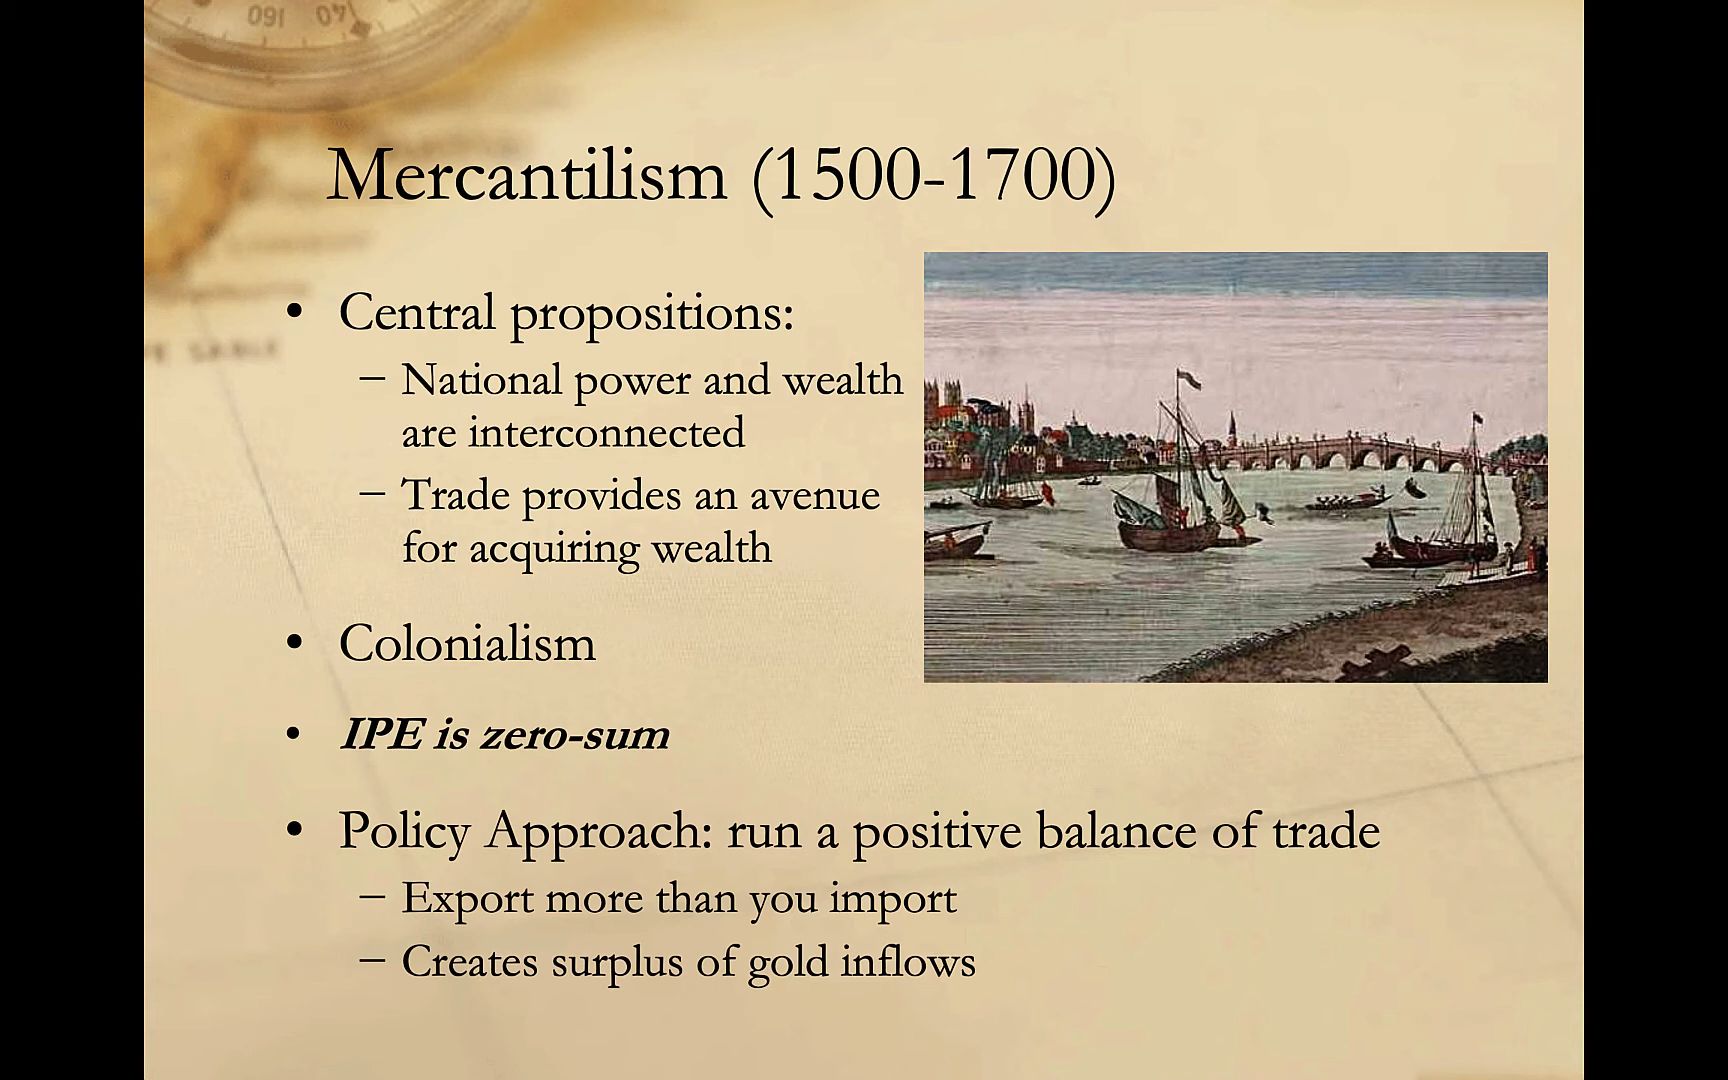 Mercantilism (1500-1700)
• Central propositions:
– National power and wealth
are interconnected
– Trade provides an avenue
for acquiring wealth
• Colonialism
• IPE is zero-sum
• Policy Approach: run a positive balance of trade
– Export more than you import
– Creates surplus of gold inflows